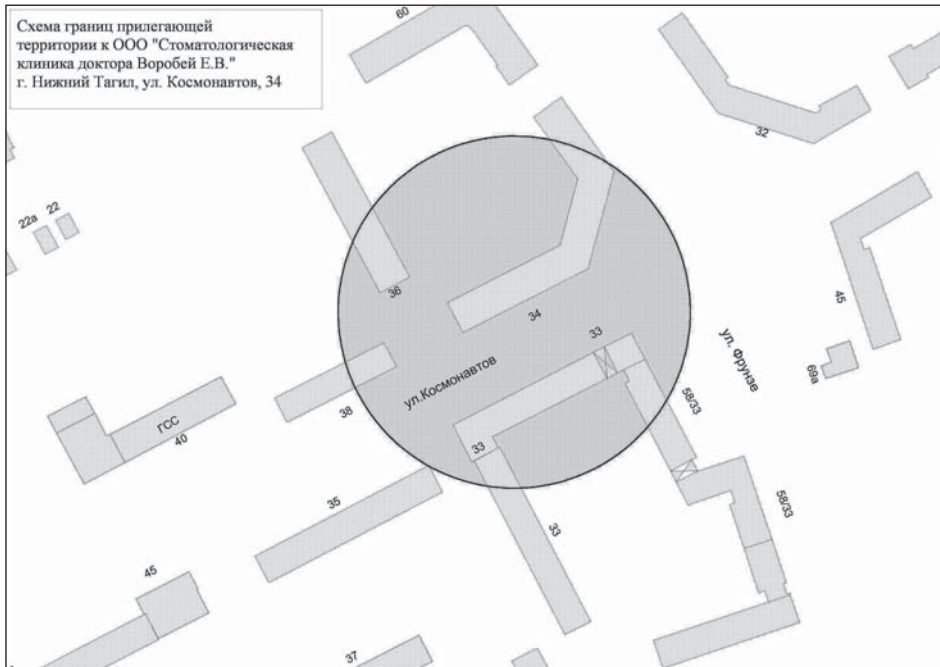 Схема границ прилегающей
территории к ООО "Стоматологическая
клиника доктора Воробей Е.В."
г. Нижний Тагил, ул. Космонавтов, 34
60
32
22а
22
36
34
45
33
ул. Фрунзе
69а
ул.Космонавтов
58/33
38
ГСС
40
33
35
58/33
33
45
37